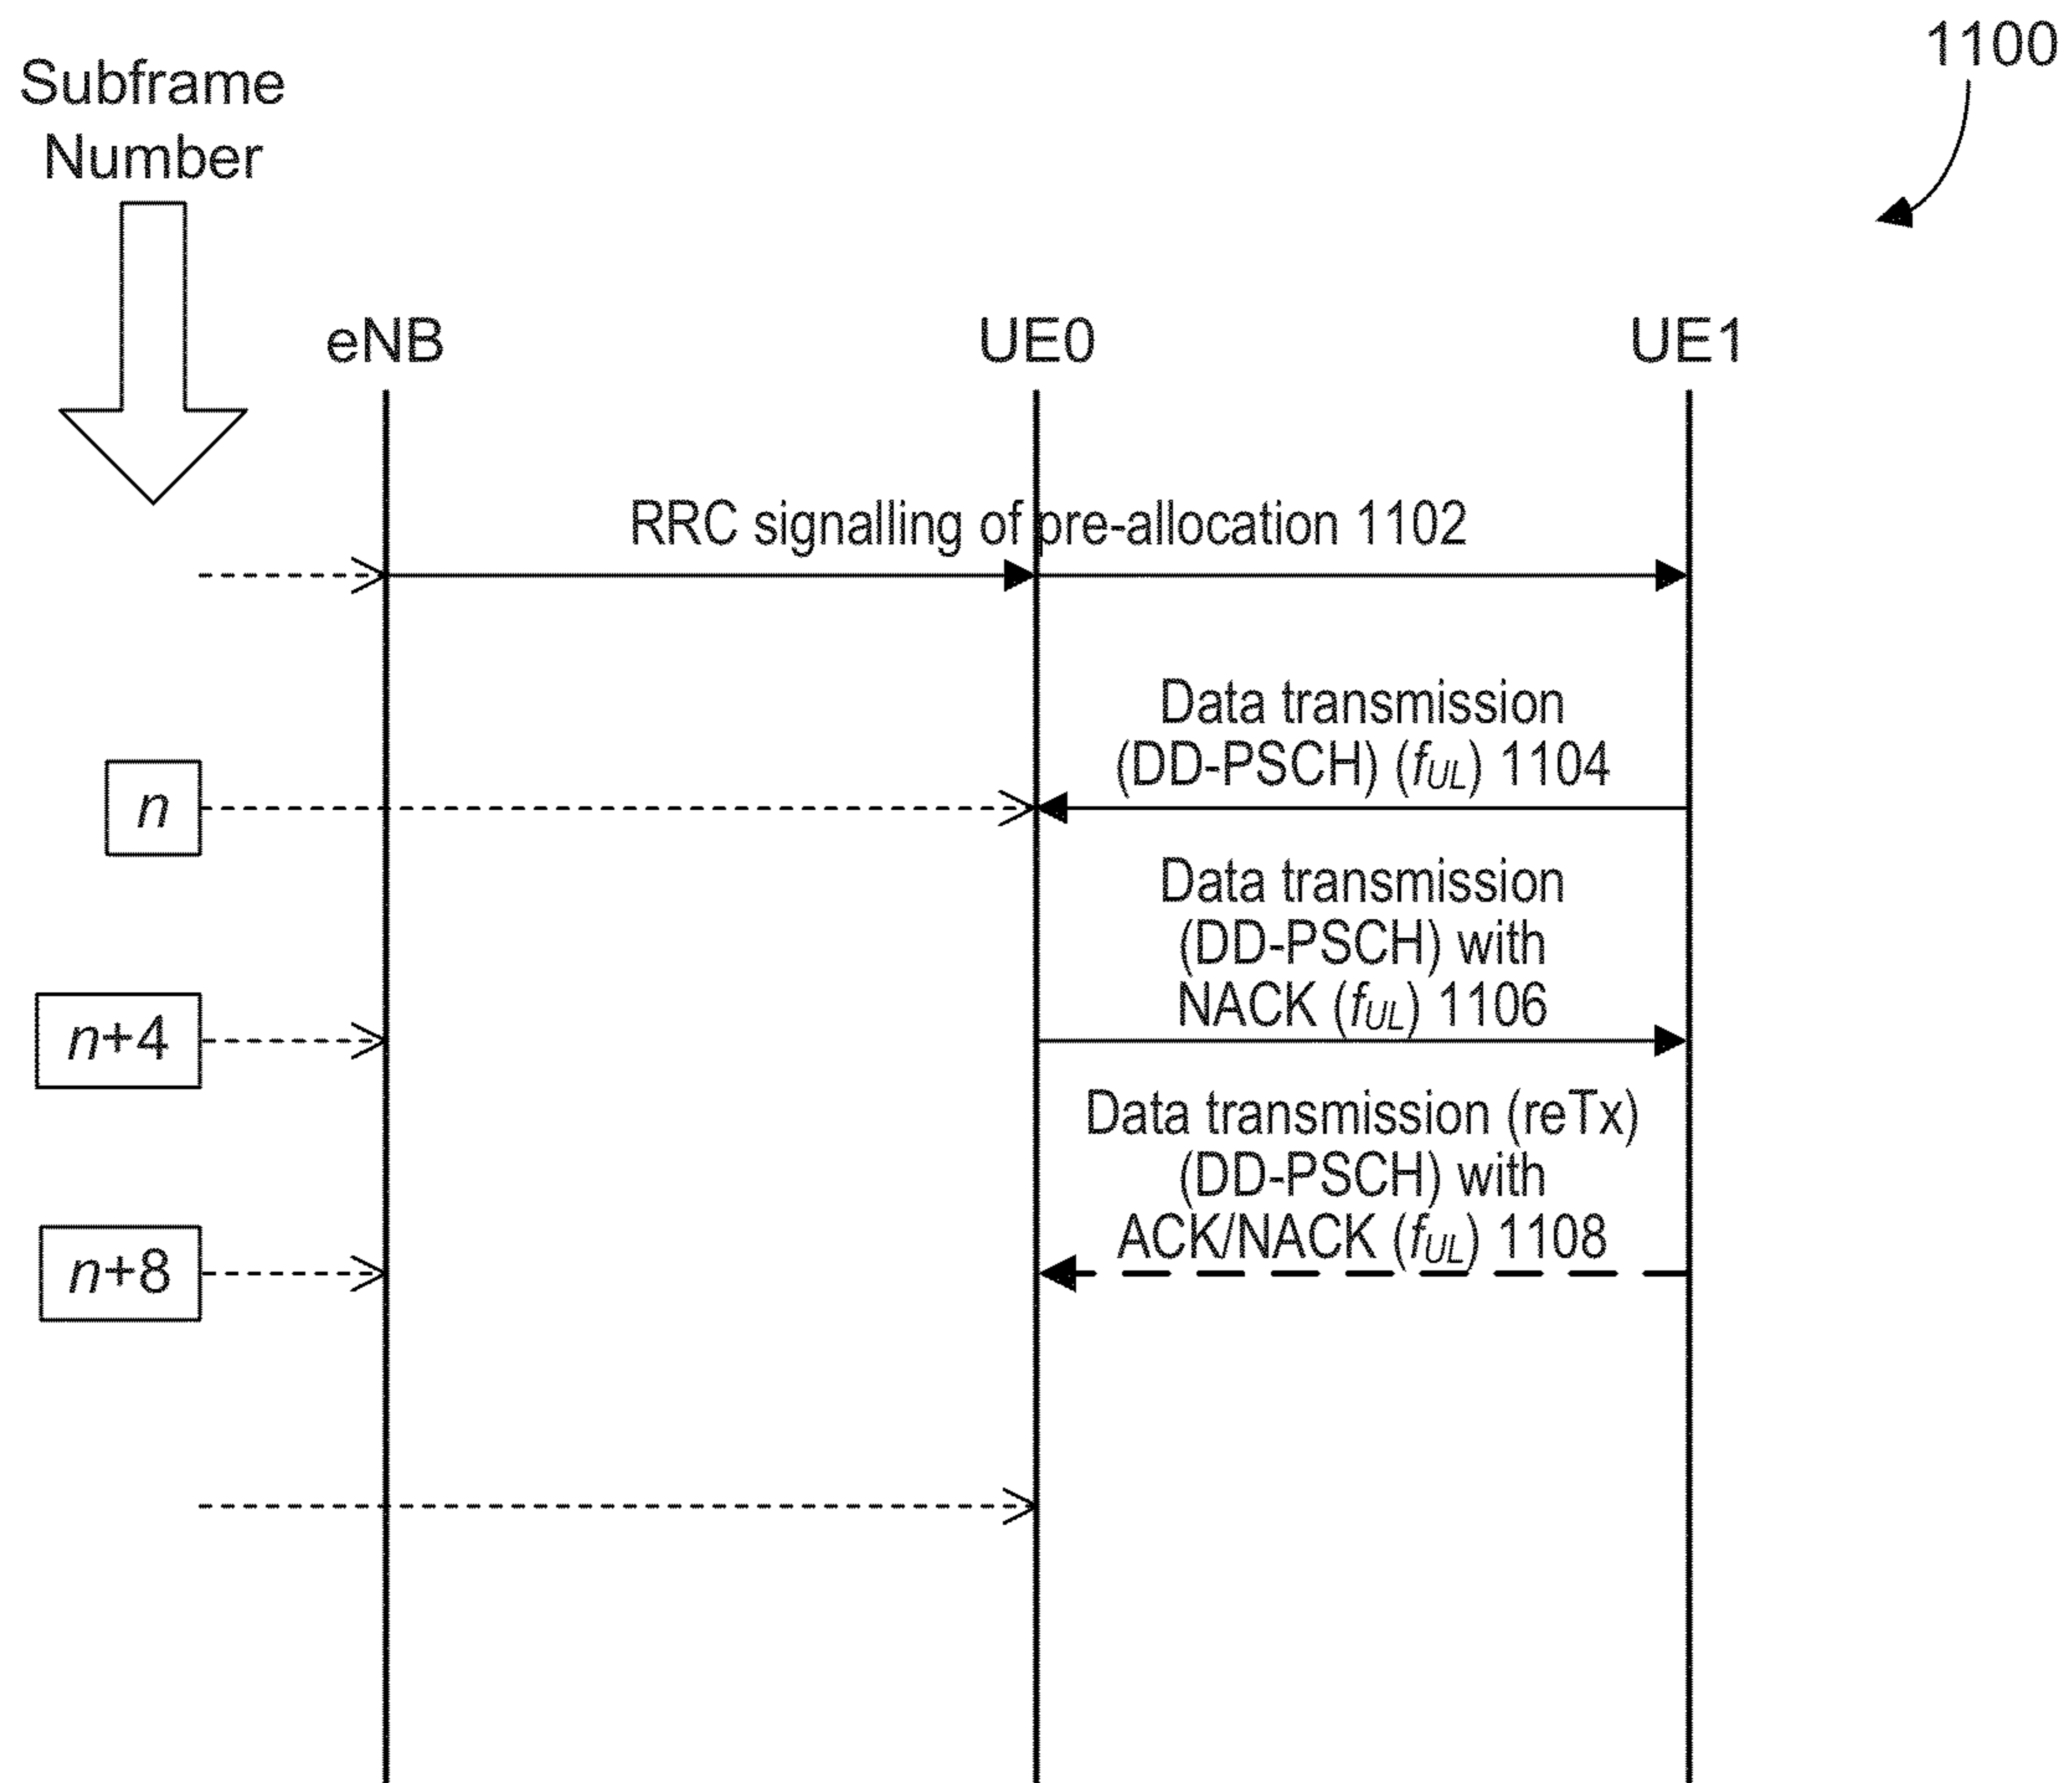 1100
Subframe
Number
eNB
UE0
UE1
RRC signalling of pre-allocation 1102
Data transmission
(DD-PSCH) (fUL) 1104
n
Data transmission
(DD-PSCH) with
NACK (fUL) 1106
n+4
Data transmission (reTx)
(DD-PSCH) with
ACK/NACK (fUL) 1108
n+8